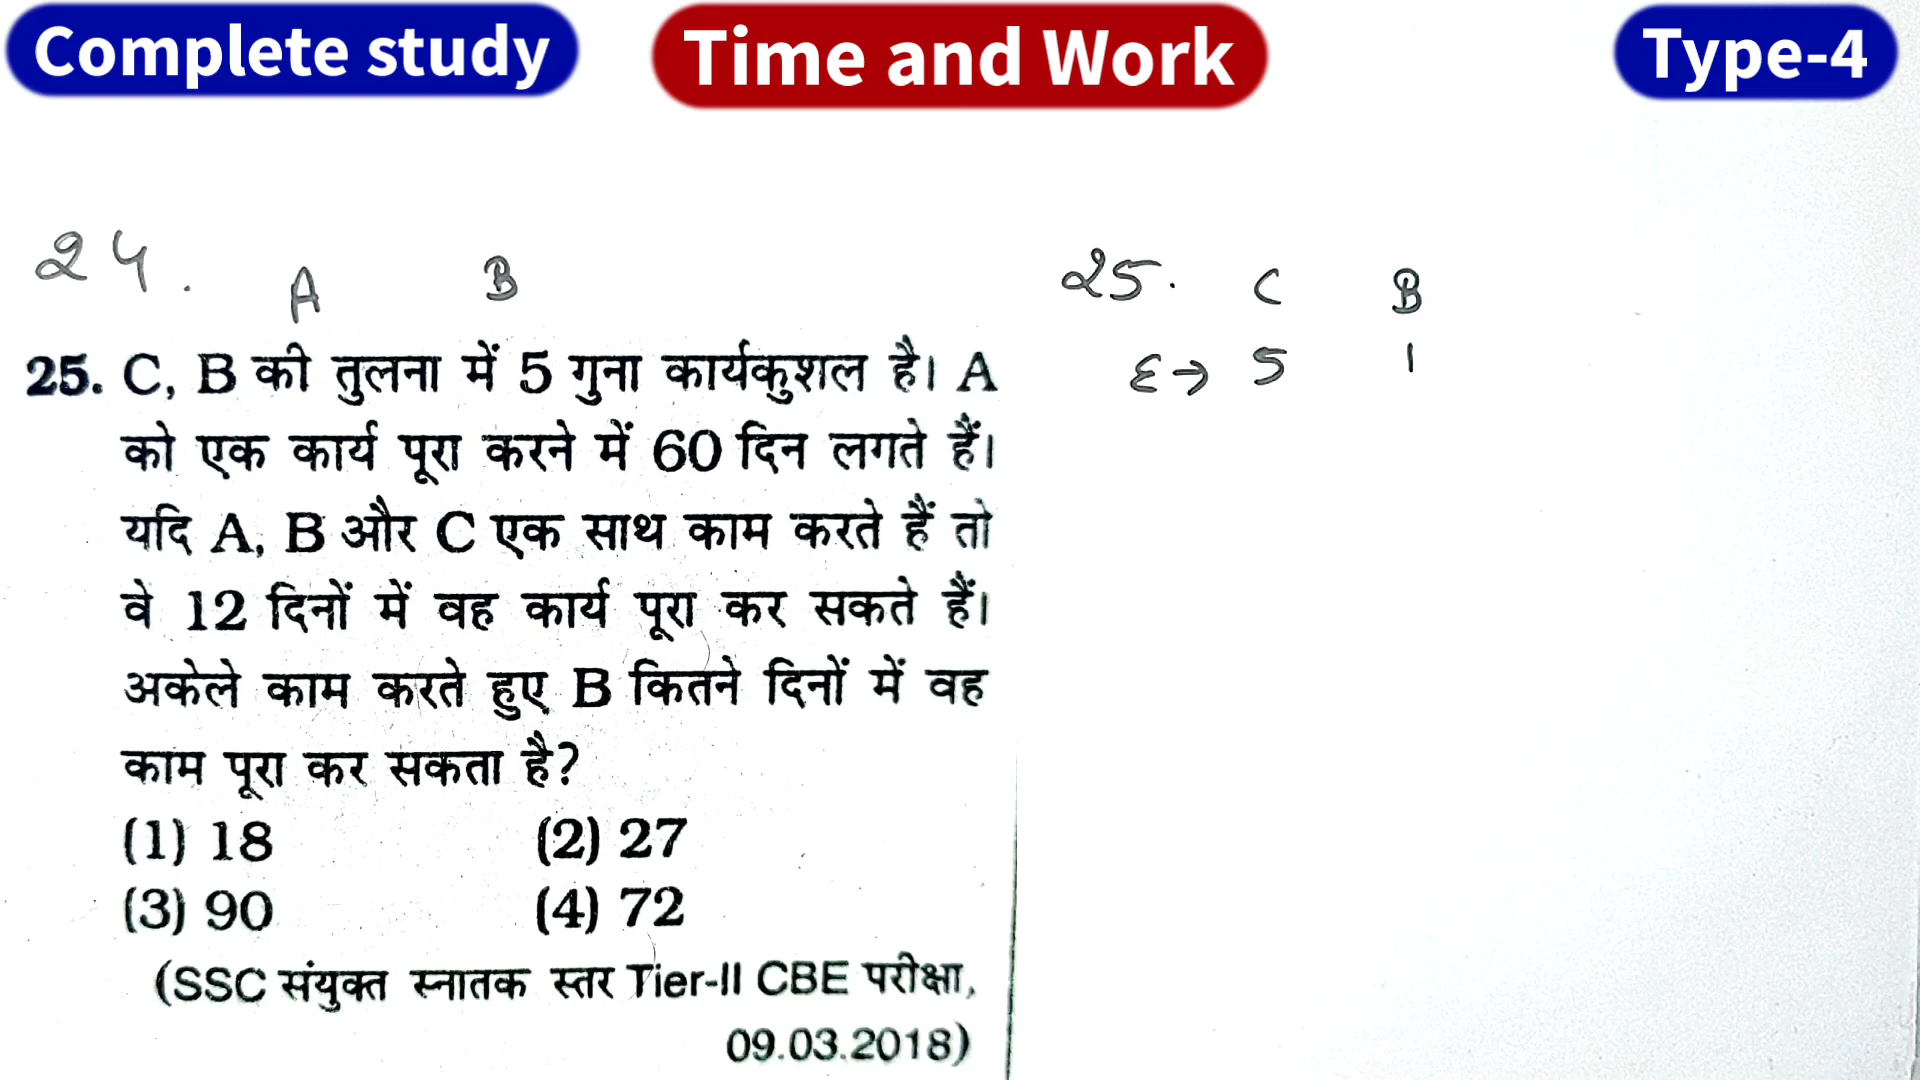 Complete study
Time and Work
Type-4
24.
A B
25. C, B की तुलना में 5 गुना कार्यकुशल है। A
को एक कार्य पूरा करने में 60 दिन लगते हैं।
यदि A, B और C एक साथ काम करते हैं तो
वे 12 दिनों में वह कार्य पूरा कर सकते हैं।
अकेले काम करते हुए B कितने दिनों में वह
काम पूरा कर सकता है?
(1) 18 (2) 27
(3) 90 (4) 72
(SSC संयुक्त स्नातक स्तर Tier-II CBE परीक्षा,
09.03.2018)
25. C B
ε → 5 1